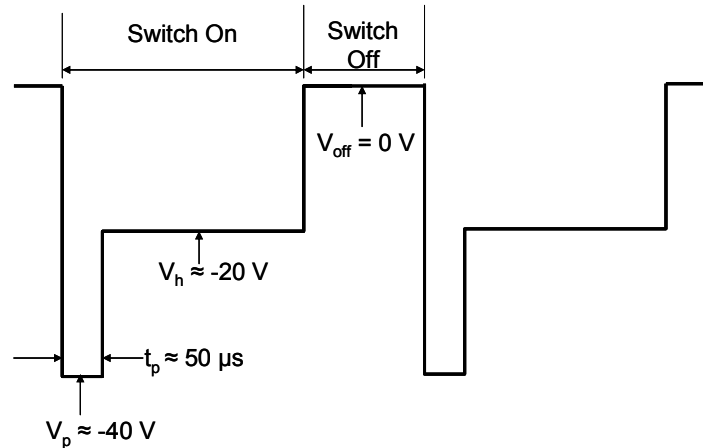 Switch On
Switch
Off
V_off = 0 V
V_h ≈ -20 V
t_p ≈ 50 µs
V_p ≈ -40 V